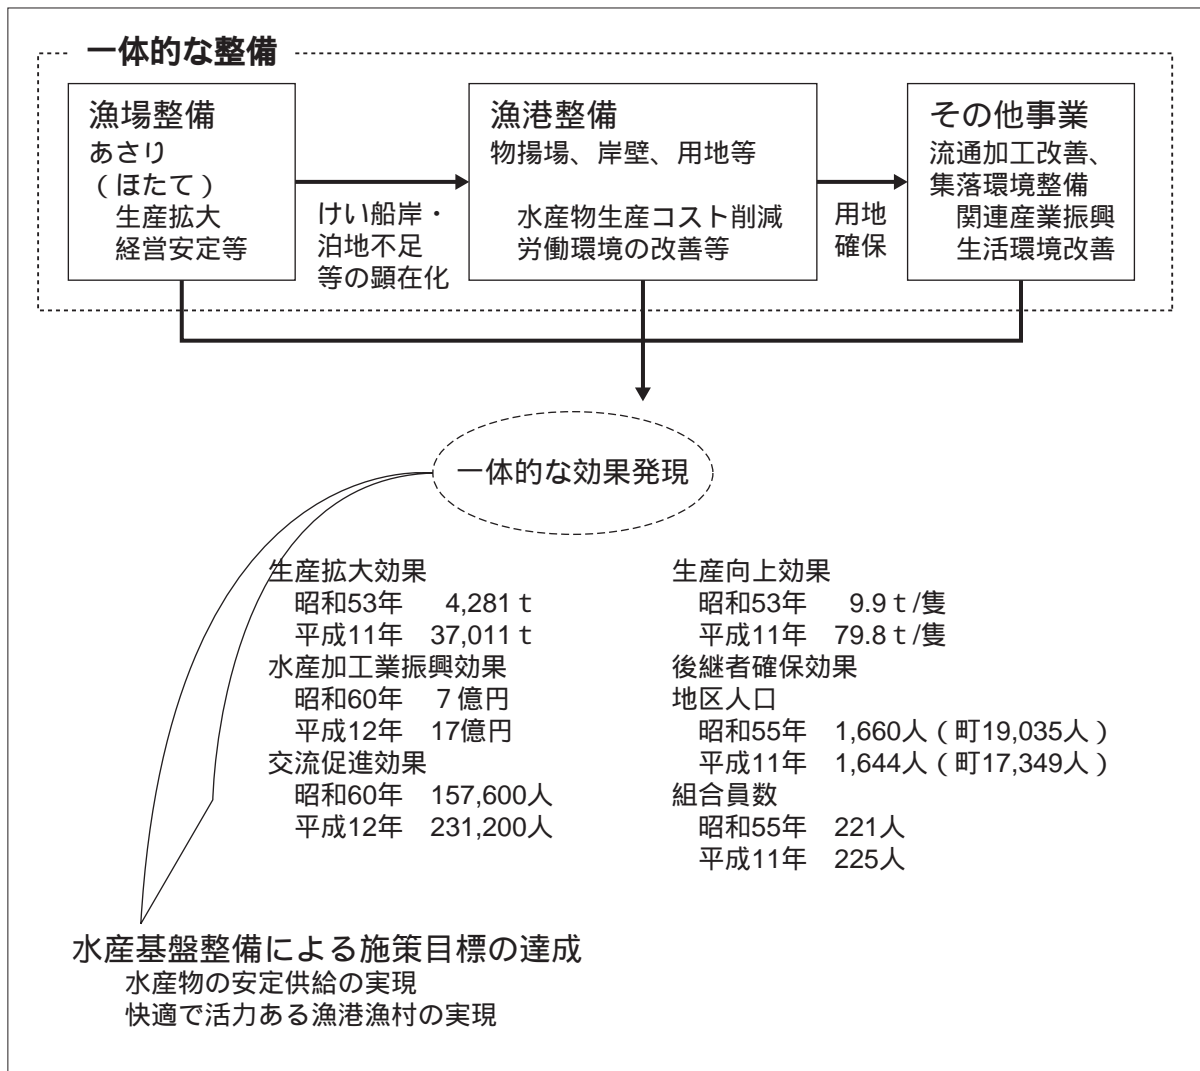 一体的な整備
漁場整備
あさり
（ほたて）
生産拡大
経営安定等
けい船岸・
泊地不足
等の顕在化
漁港整備
物揚場、岸壁、用地等
水産物生産コスト削減
労働環境の改善等
用地
確保
その他事業
流通加工改善、
集落環境整備
関連産業振興
生活環境改善
一体的な効果発現
生産拡大効果
昭和53年 4,281ｔ
平成11年 37,011ｔ
水産加工業振興効果
昭和60年 ７億円
平成12年 17億円
交流促進効果
昭和60年 157,600人
平成12年 231,200人
生産向上効果
昭和53年 9.9ｔ/隻
平成11年 79.8ｔ/隻
後継者確保効果
地区人口
昭和55年 1,660人（町19,035人）
平成11年 1,644人（町17,349人）
組合員数
昭和55年 221人
平成11年 225人
水産基盤整備による施策目標の達成
水産物の安定供給の実現
快適で活力ある漁港漁村の実現